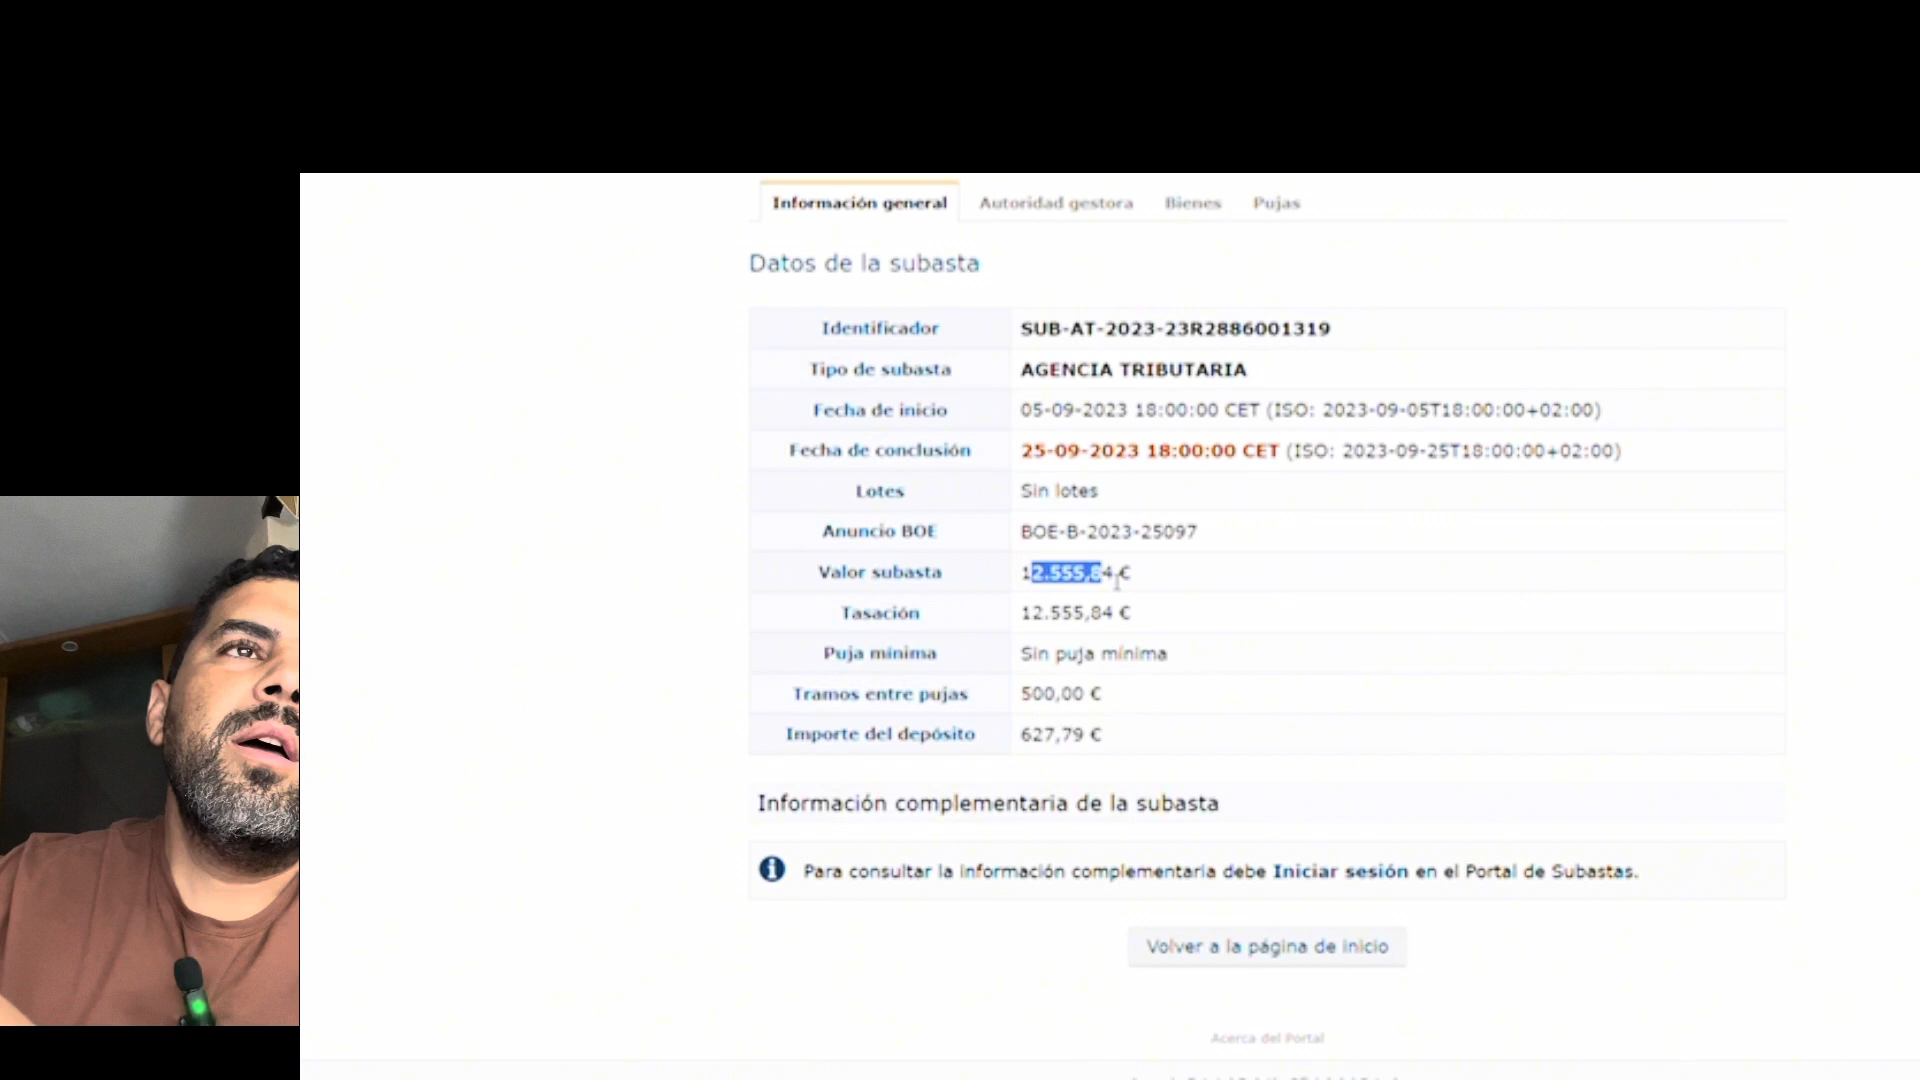 Información general Autoridad gestora Bienes Pujas
Datos de la subasta
Identificador SUB-AT-2023-23R2886001319
Tipo de subasta AGENCIA TRIBUTARIA
Fecha de inicio 05-09-2023 18:00:00 CET (ISO: 2023-09-05T18:00:00+02:00)
Fecha de conclusión 25-09-2023 18:00:00 CET (ISO: 2023-09-25T18:00:00+02:00)
Lotes Sin lotes
Anuncio BOE BOE-B-2023-25097
Valor subasta 12.555,84 €
Tasación 12.555,84 €
Puja mínima Sin puja mínima
Tramos entre pujas 500,00 €
Importe del depósito 627,79 €
Información complementaria de la subasta
Para consultar la información complementaria debe Iniciar sesión en el Portal de Subastas.
Volver a la página de inicio
Acerca del Portal